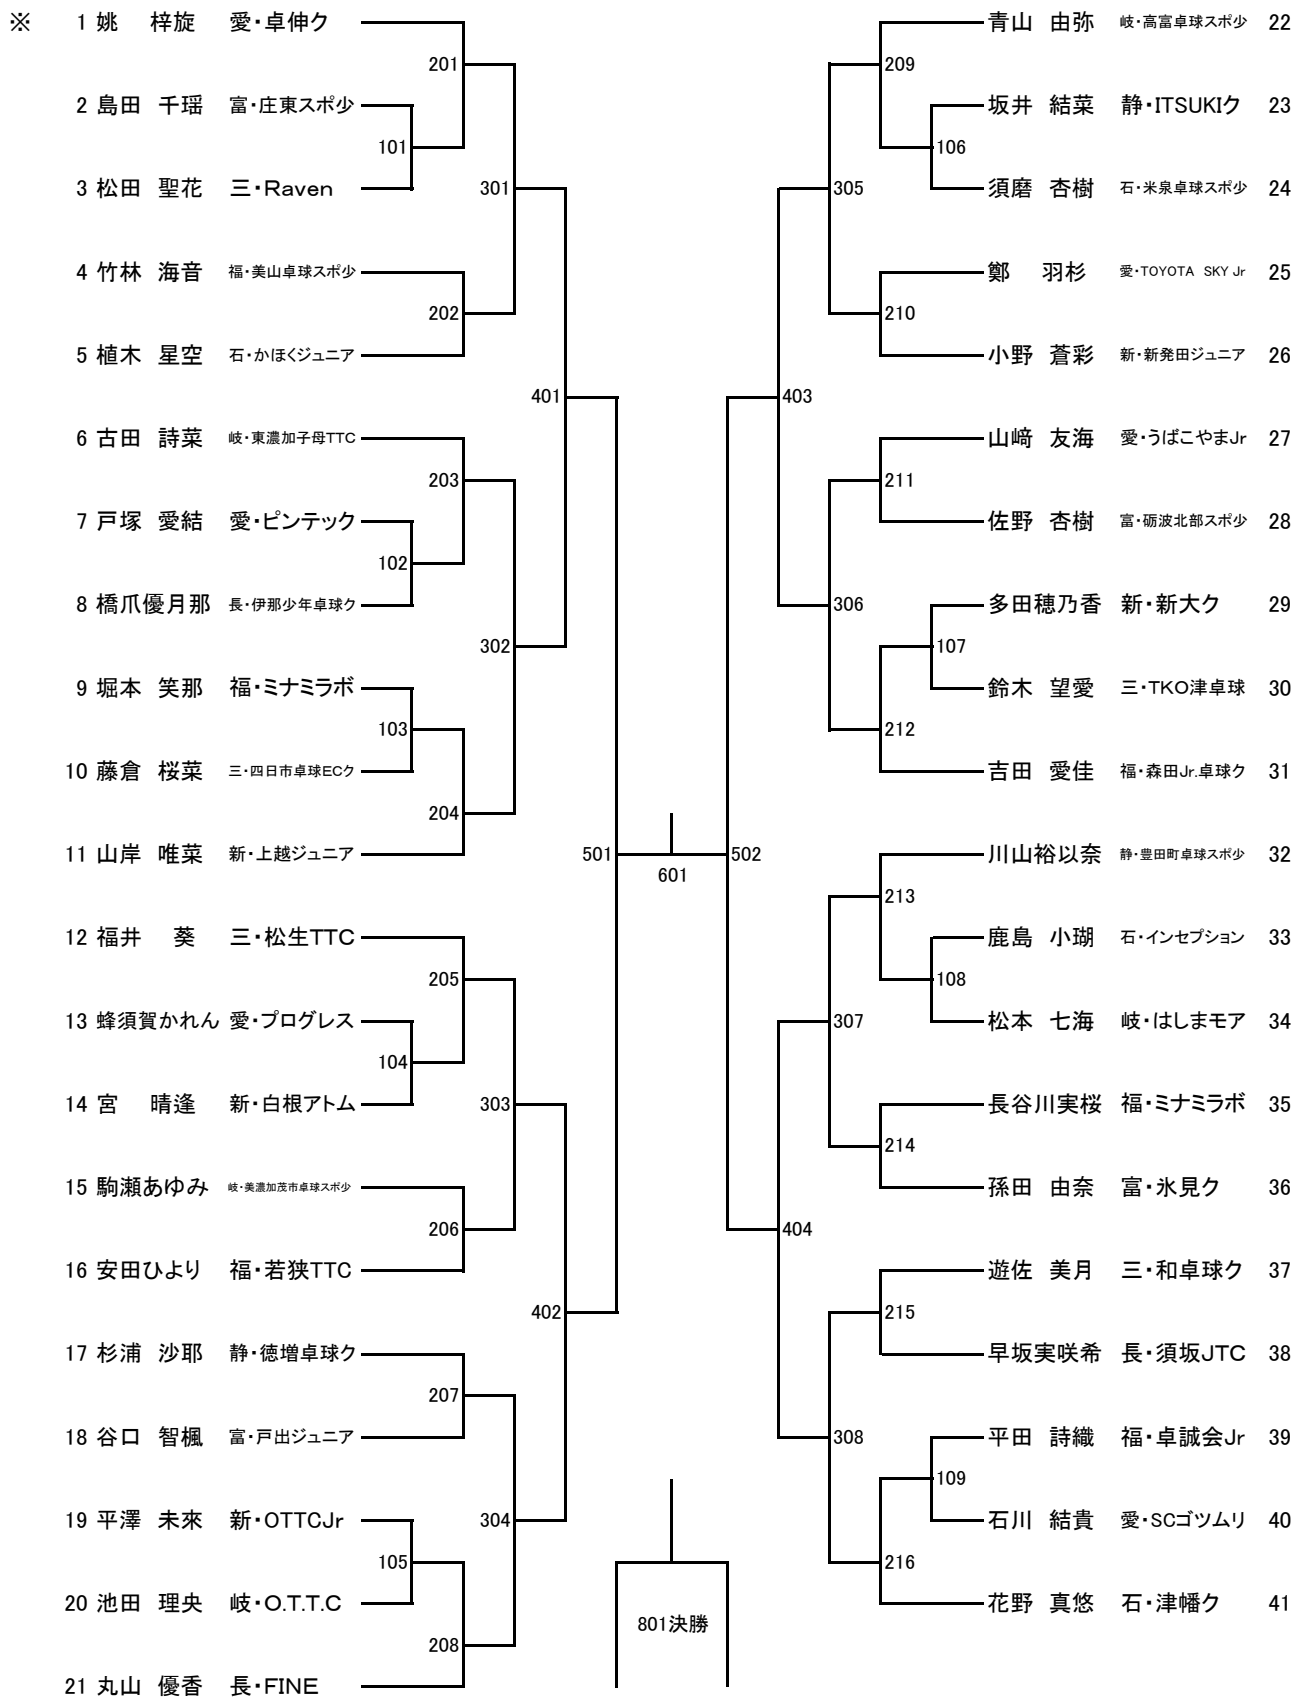 ※ 1 姚 梓旋 愛・卓伸ク
201
2 島田 千瑶 富・庄東スポ少
101
3 松田 聖花 三・Raven
301
4 竹林 海音 福・美山卓球スポ少
202
5 植木 星空 石・かほくジュニア
401
6 古田 詩菜 岐・東濃加子母TTC
203
7 戸塚 愛結 愛・ピンテック
102
8 橋爪優月那 長・伊那少年卓球ク
302
9 堀本 笑那 福・ミナミラボ
103
10 藤倉 桜菜 三・四日市卓球ECク
204
11 山岸 唯菜 新・上越ジュニア
501
12 福井 葵 三・松生TTC
205
13 蜂須賀かれん 愛・プログレス
104
14 宮 晴逢 新・白根アトム
303
15 駒瀬あゆみ 岐・美濃加茂市卓球スポ少
206
16 安田ひより 福・若狭TTC
402
17 杉浦 沙耶 静・徳増卓球ク
207
18 谷口 智楓 富・戸出ジュニア
19 平澤 未來 新・OTTCJr
304
105
20 池田 理央 岐・O.T.T.C
208
21 丸山 優香 長・FINE
601
801決勝
青山 由弥 岐・高富卓球スポ少 22
209
坂井 結菜 静・ITSUKIク 23
106
須磨 杏樹 石・米泉卓球スポ少 24
305
鄭 羽杉 愛・TOYOTA SKY Jr 25
210
小野 蒼彩 新・新発田ジュニア 26
403
山﨑 友海 愛・うぱこやまJr 27
211
佐野 杏樹 富・砺波北部スポ少 28
306
多田穂乃香 新・新大ク 29
107
鈴木 望愛 三・TKO津卓球 30
212
吉田 愛佳 福・森田Jr.卓球ク 31
502
川山裕以奈 静・豊田町卓球スポ少 32
213
鹿島 小瑚 石・インセプション 33
108
松本 七海 岐・はしまモア 34
307
長谷川実桜 福・ミナミラボ 35
214
孫田 由奈 富・氷見ク 36
404
遊佐 美月 三・和卓球ク 37
215
早坂実咲希 長・須坂JTC 38
308
平田 詩織 福・卓誠会Jr 39
109
石川 結貴 愛・SCゴツムリ 40
216
花野 真悠 石・津幡ク 41